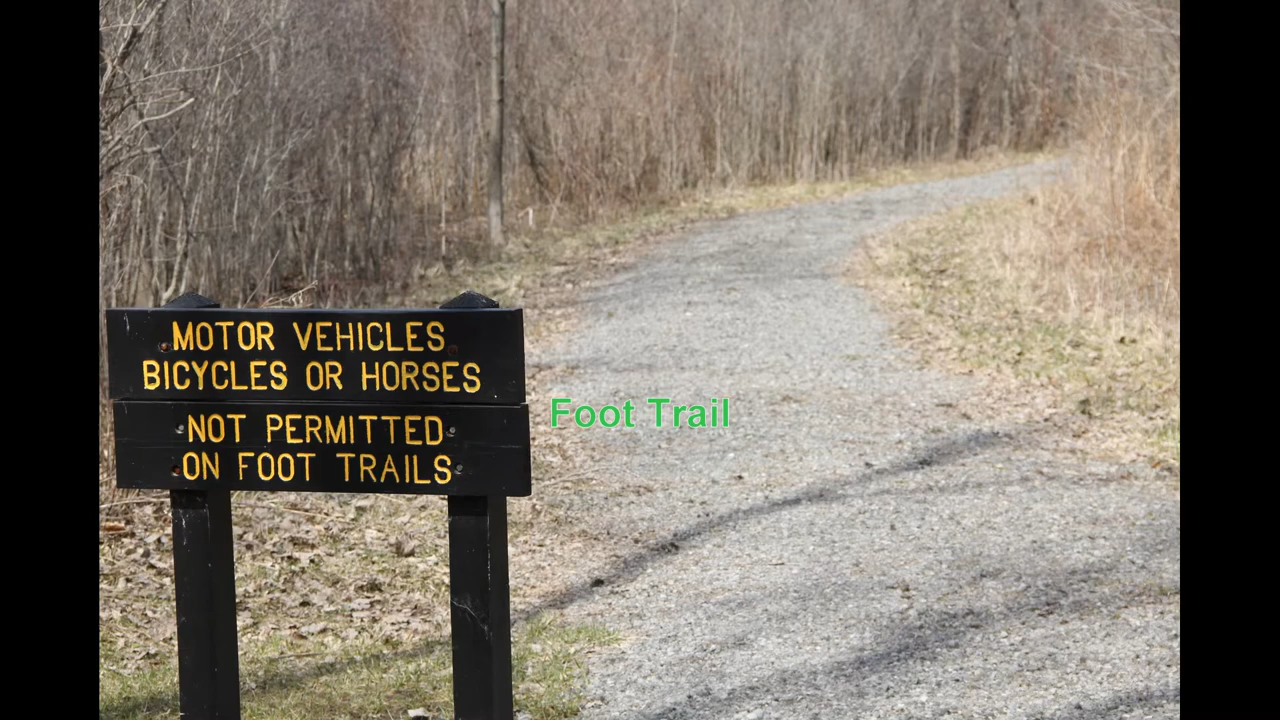 MOTOR VEHICLES
BICYCLES OR HORSES
NOT PERMITTED
ON FOOT TRAILS
Foot Trail